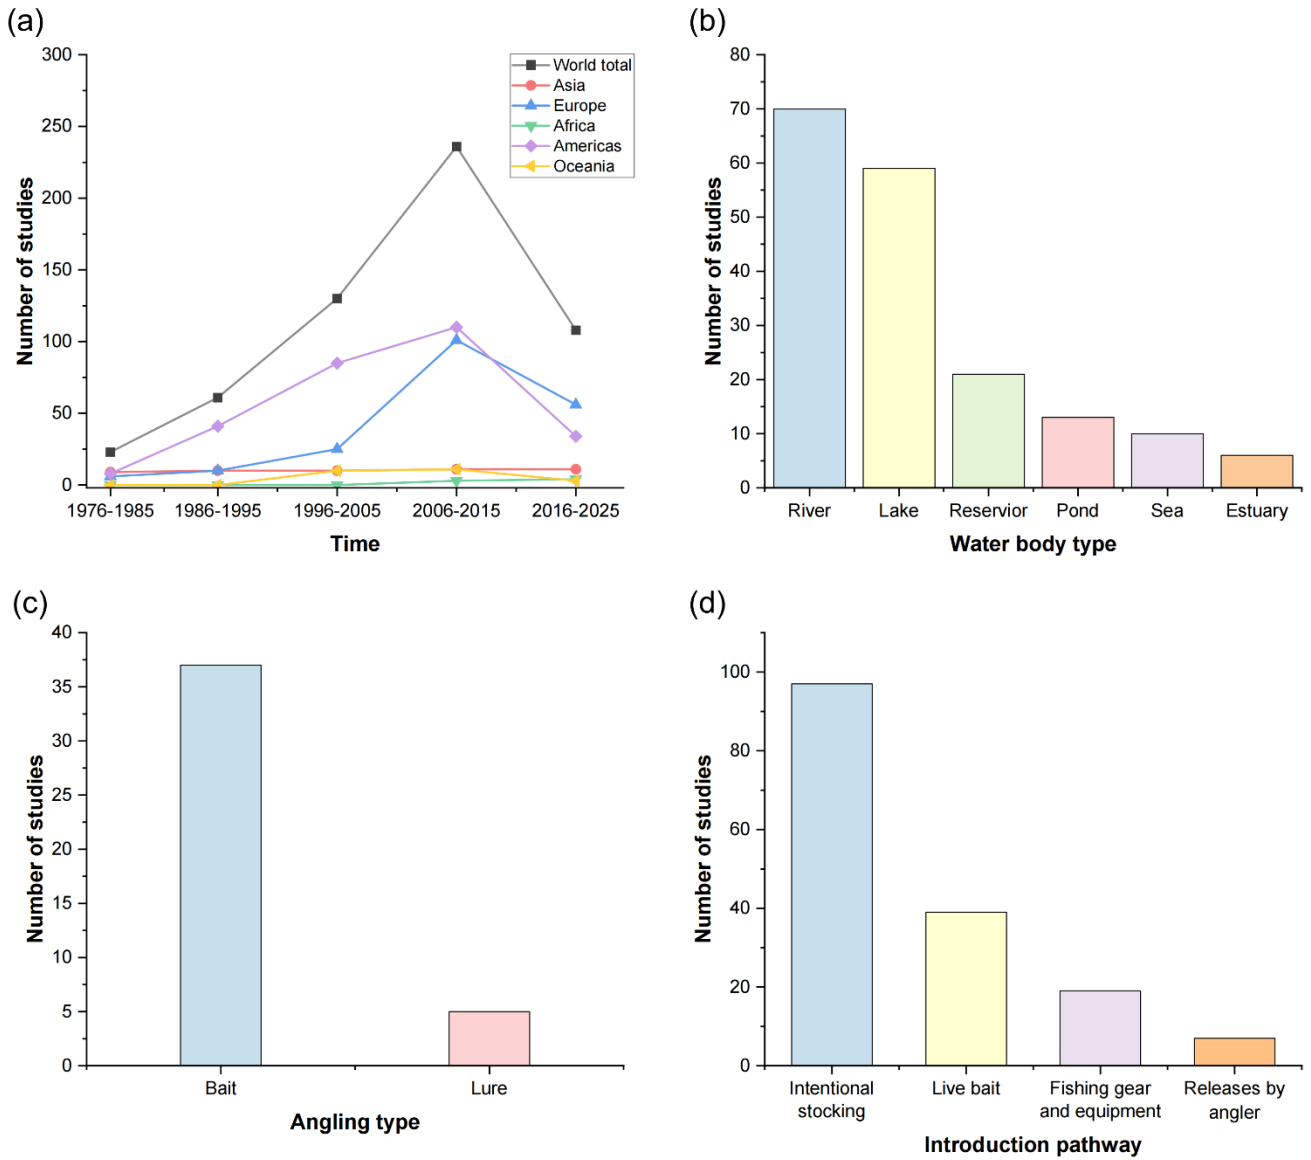 (a)
300
250
200
150
100
50
0
Number of studies
World total
Asia
Europe
Africa
Americas
Oceania
1976-1985 1986-1995 1996-2005 2006-2015 2016-2025
Time
(b)
80
70
60
50
40
30
20
10
0
Number of studies
River Lake Reservior Pond Sea Estuary
Water body type
(c)
40
35
30
25
20
15
10
5
0
Number of studies
Bait Lure
Angling type
(d)
100
80
60
40
20
0
Number of studies
Intentional stocking
Live bait
Fishing gear and equipment
Releases by angler
Introduction pathway